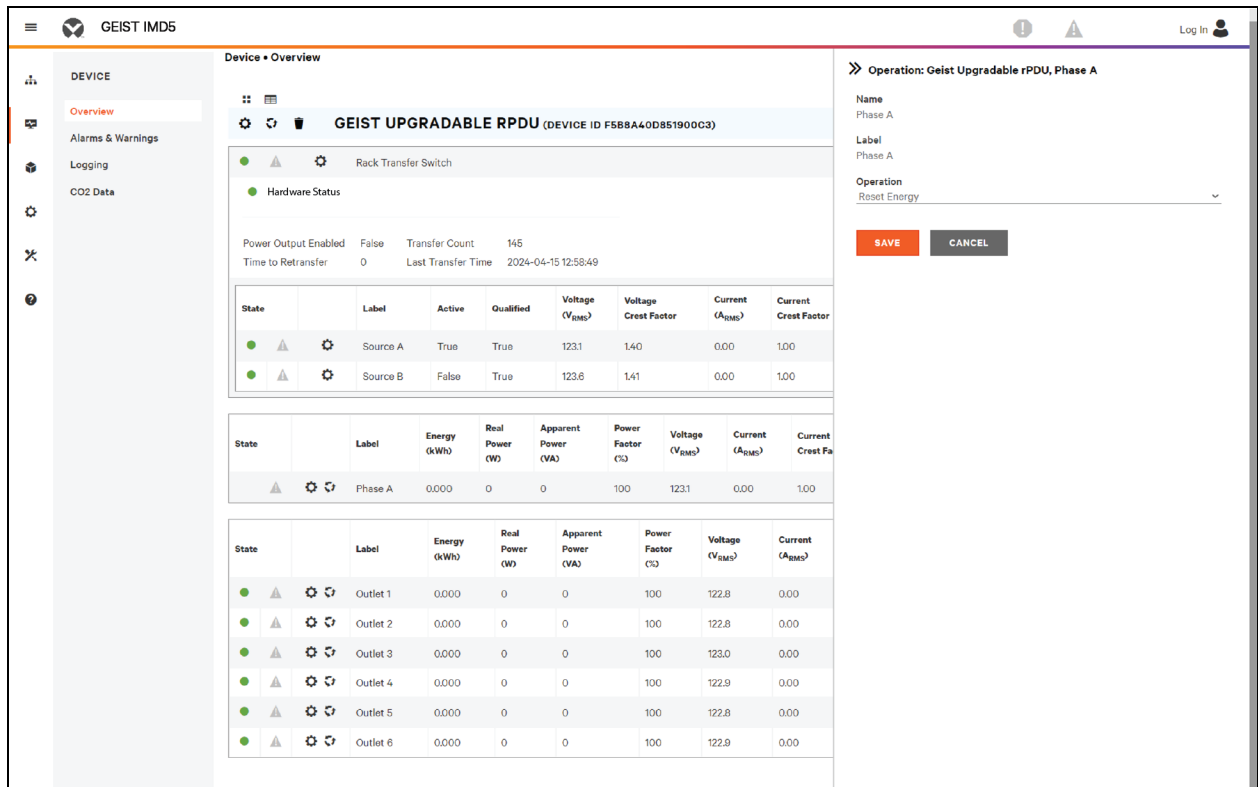 GEIST IMD5
Log In
DEVICE
Overview
Alarms & Warnings
Logging
CO2 Data
Device • Overview
GEIST UPGRADABLE RPDU (DEVICE ID F5B8A40D851900C3)
Rack Transfer Switch
Hardware Status
Power Output Enabled False Transfer Count 145
Time to Retransfer 0 Last Transfer Time 2024-04-15 12:58:49
State Label Active Qualified Voltage (VRMS) Voltage Crest Factor Current (ARMS) Current Crest Factor
Source A True True 123.1 1.40 0.00 1.00
Source B False True 123.6 1.41 0.00 1.00
State Label Energy (kWh) Real Power (W) Apparent Power (VA) Power Factor (%) Voltage (VRMS) Current (ARMS) Current Crest Fa
Phase A 0.000 0 0 100 123.1 0.00 1.00
State Label Energy (kWh) Real Power (W) Apparent Power (VA) Power Factor (%) Voltage (VRMS) Current (ARMS)
Outlet 1 0.000 0 0 100 122.8 0.00
Outlet 2 0.000 0 0 100 122.8 0.00
Outlet 3 0.000 0 0 100 123.0 0.00
Outlet 4 0.000 0 0 100 122.9 0.00
Outlet 5 0.000 0 0 100 122.8 0.00
Outlet 6 0.000 0 0 100 122.9 0.00
Operation: Geist Upgradable rPDU, Phase A
Name
Phase A
Label
Phase A
Operation
Reset Energy
SAVE CANCEL